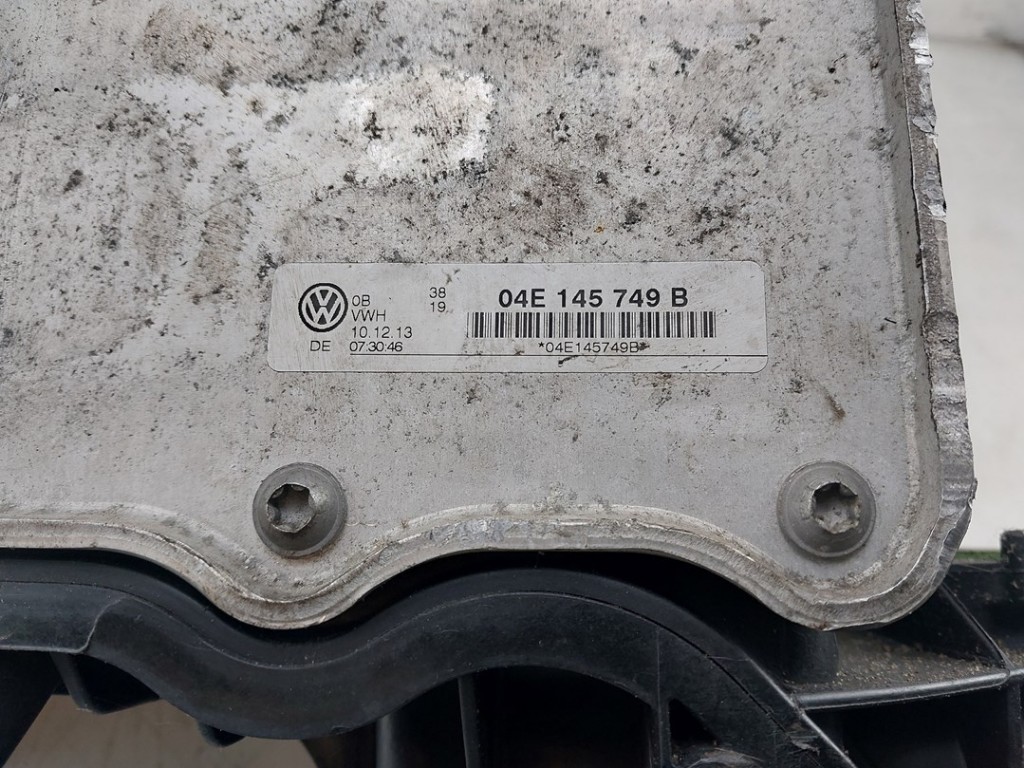 0B 38 04E 145 749 B
VWH 19
10.12.13
DE 07:30:46 *04E145749B*